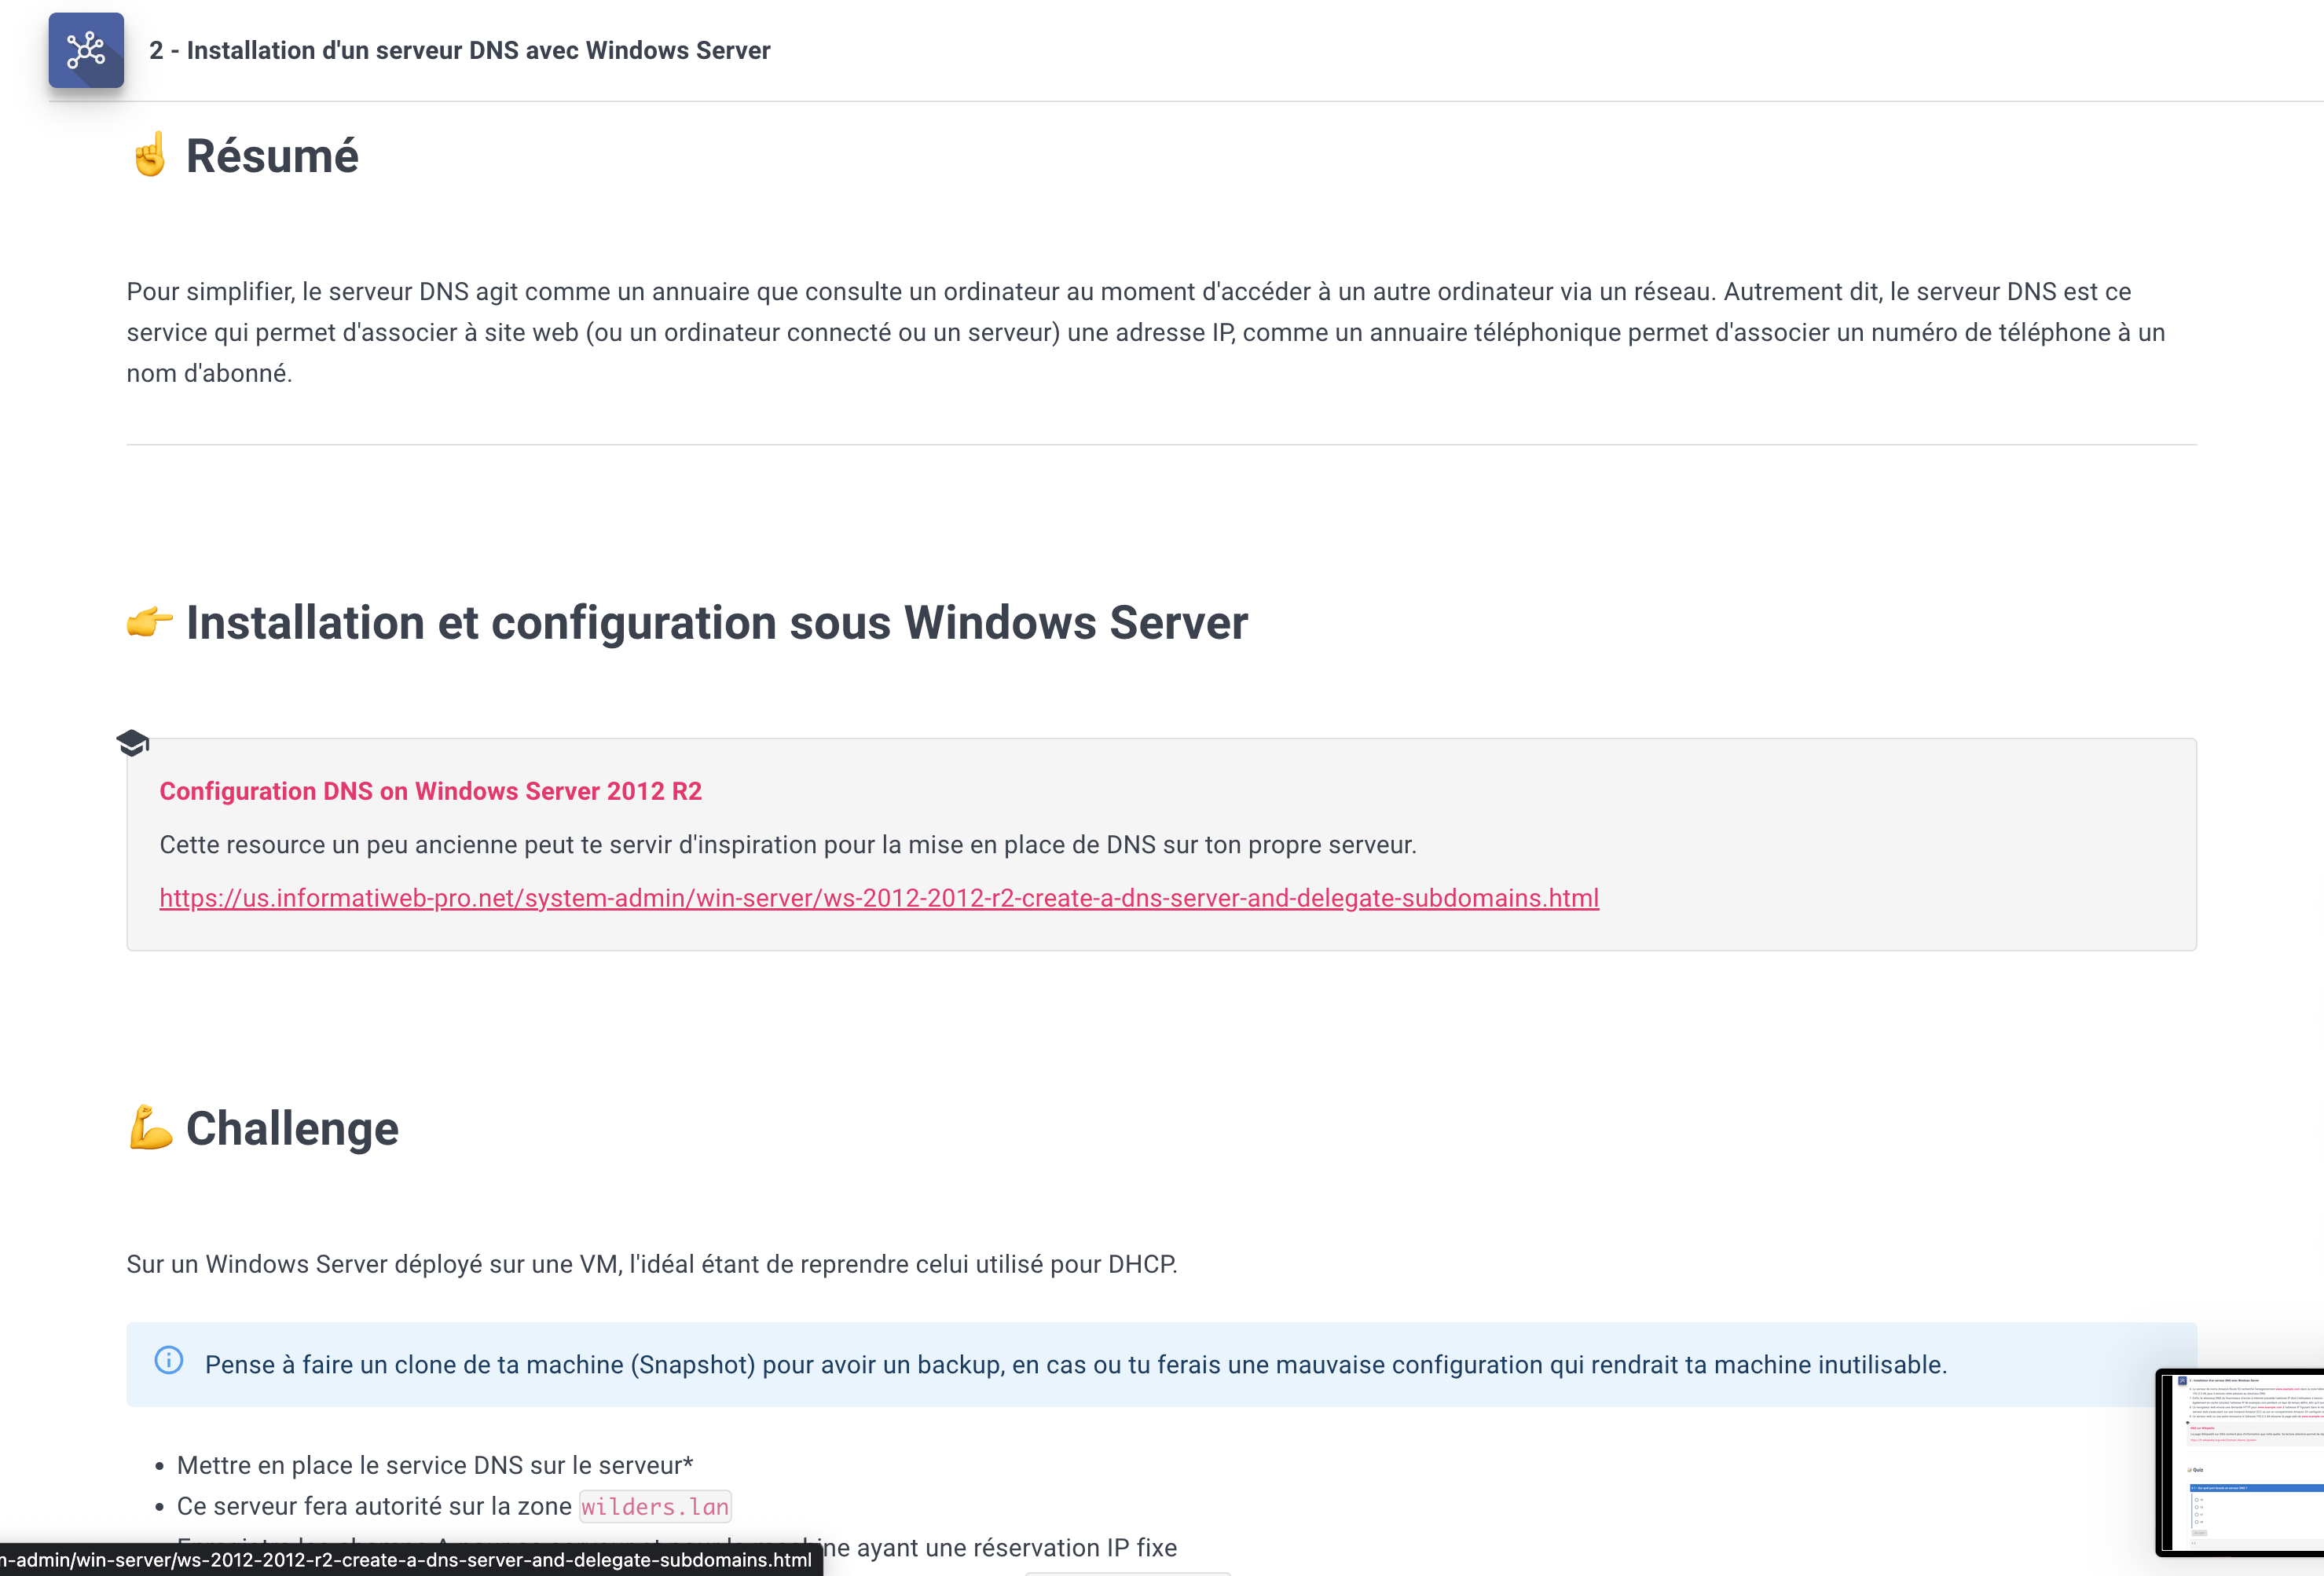 2 - Installation d'un serveur DNS avec Windows Server
☝️ Résumé
Pour simplifier, le serveur DNS agit comme un annuaire que consulte un ordinateur au moment d'accéder à un autre ordinateur via un réseau. Autrement dit, le serveur DNS est ce
service qui permet d'associer à site web (ou un ordinateur connecté ou un serveur) une adresse IP, comme un annuaire téléphonique permet d'associer un numéro de téléphone à un
nom d'abonné.
👉 Installation et configuration sous Windows Server
Configuration DNS on Windows Server 2012 R2
Cette resource un peu ancienne peut te servir d'inspiration pour la mise en place de DNS sur ton propre serveur.
https://us.informatiweb-pro.net/system-admin/win-server/ws-2012-2012-r2-create-a-dns-server-and-delegate-subdomains.html
💪 Challenge
Sur un Windows Server déployé sur une VM, l'idéal étant de reprendre celui utilisé pour DHCP.
Pense à faire un clone de ta machine (Snapshot) pour avoir un backup, en cas ou tu ferais une mauvaise configuration qui rendrait ta machine inutilisable.
• Mettre en place le service DNS sur le serveur*
• Ce serveur fera autorité sur la zone wilders.lan
ayant une réservation IP fixe
n-admin/win-server/ws-2012-2012-r2-create-a-dns-server-and-delegate-subdomains.html